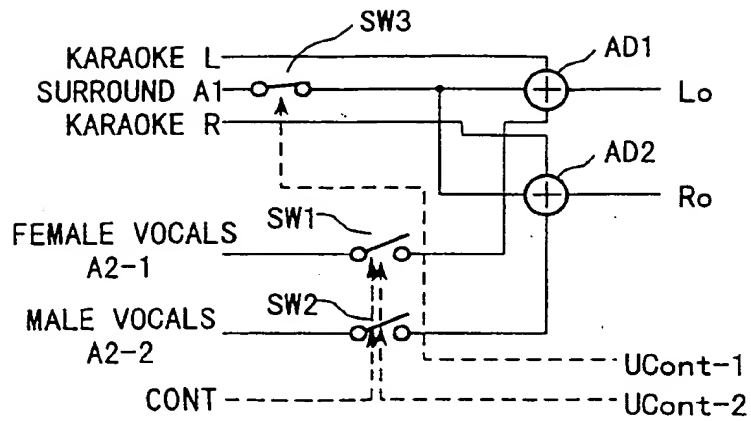 SW3
KARAOKE L
AD1
SURROUND A1
Lo
KARAOKE R
AD2
Ro
SW1
FEMALE VOCALS
A2-1
SW2
MALE VOCALS
A2-2
UCont-1
CONT
UCont-2